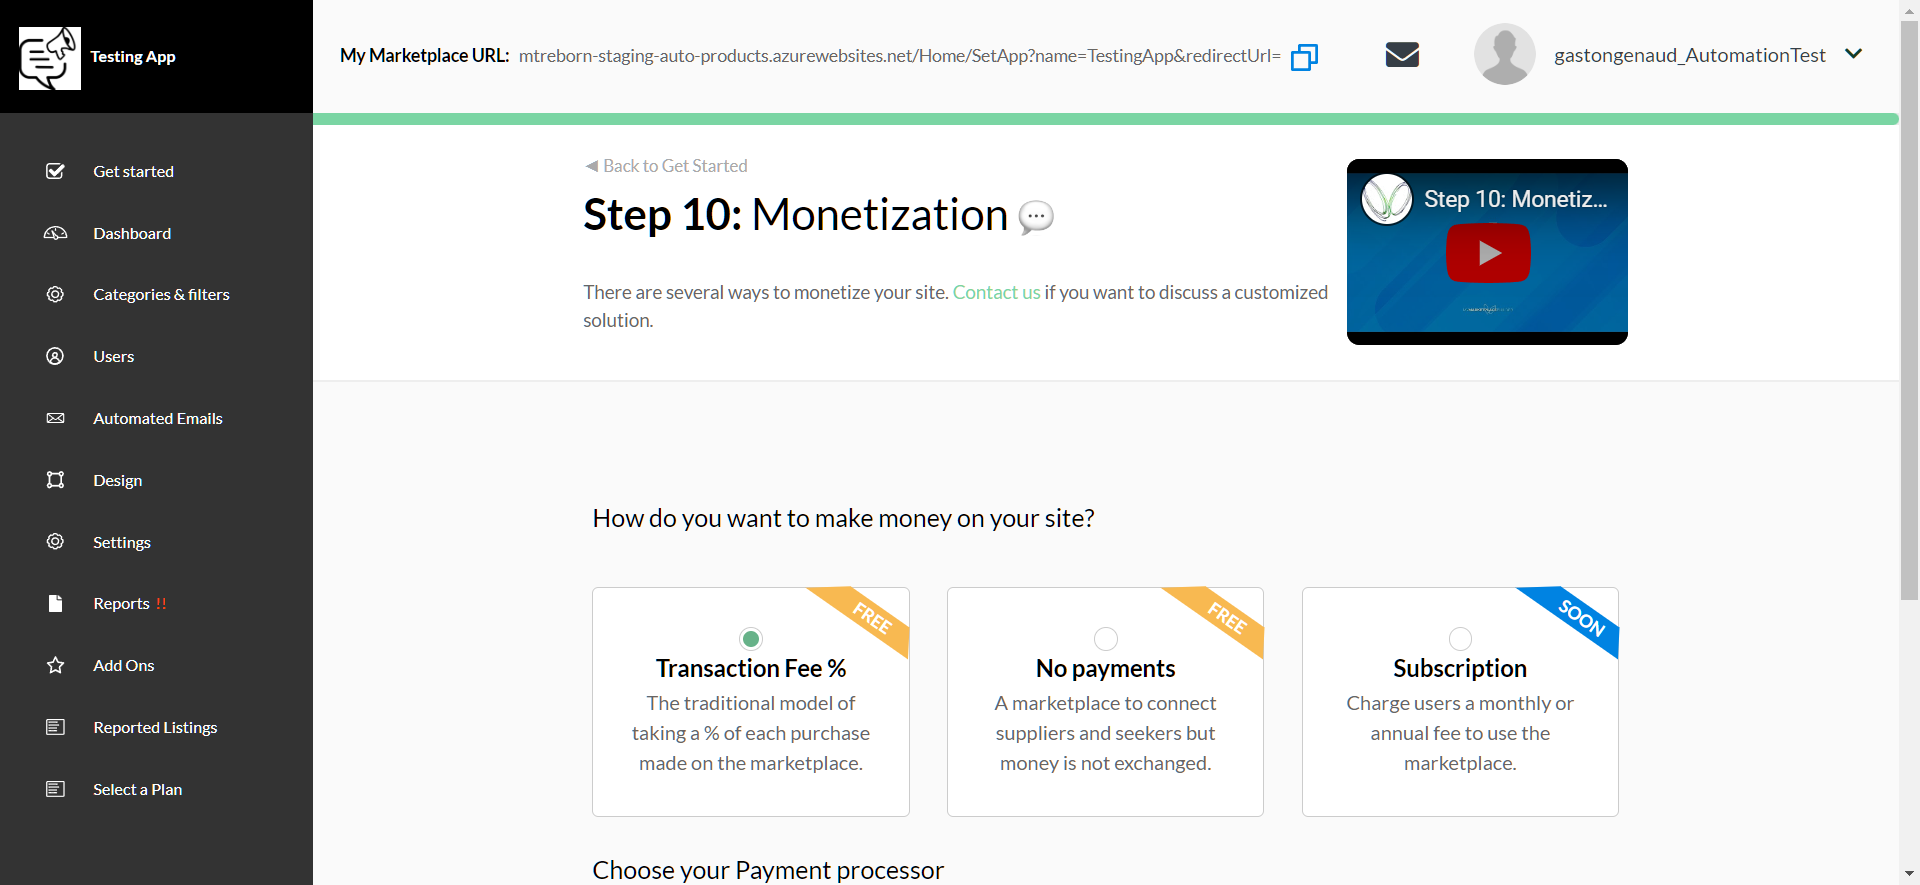 Testing App
My Marketplace URL: mtreborn-staging-auto-products.azurewebsites.net/Home/SetApp?name=TestingApp&redirectUrl=
gastongenaud_AutomationTest
Get started
Dashboard
Categories & filters
Users
Automated Emails
Design
Settings
Reports !!
Add Ons
Reported Listings
Select a Plan
◄ Back to Get Started
Step 10: Monetization
There are several ways to monetize your site. Contact us if you want to discuss a customized
solution.
Step 10: Monetiz...
How do you want to make money on your site?
FREE
Transaction Fee %
The traditional model of
taking a % of each purchase
made on the marketplace.
FREE
No payments
A marketplace to connect
suppliers and seekers but
money is not exchanged.
SOON
Subscription
Charge users a monthly or
annual fee to use the
marketplace.
Choose your Payment processor